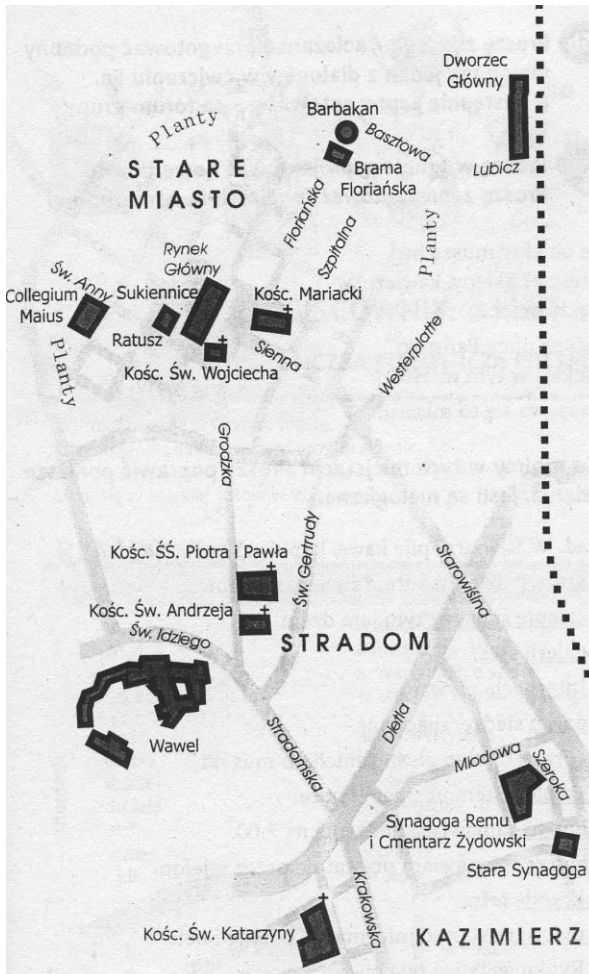 Dworzec
Główny
Barbakan
Basztowa
Planty
Lubicz
STARE
MIASTO
Brama
Floriańska
Floriańska
Szpitalna
Planty
Rynek
Główny
Św. Anny
Collegium
Maius
Sukiennice
Kośc. Mariacki
Ratusz
Sienna
Kośc. Św. Wojciecha
Planty
Westerplatte
Grodzka
Kośc. ŚŚ. Piotra i Pawła
Św. Gertrudy
Starowiślna
Kośc. Św. Andrzeja
Św. Idziego
STRADOM
Wawel
Stradomska
Dietla
Miodowa
Szeroka
Synagoga Remu
i Cmentarz Żydowski
Stara Synagoga
Krakowska
Kośc. Św. Katarzyny
KAZIMIERZ